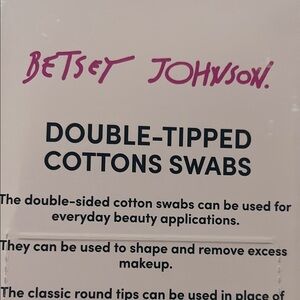 BETSEY JOHNSON.
DOUBLE-TIPPED
COTTONS SWABS
The double-sided cotton swabs can be used for
everyday beauty applications.
They can be used to shape and remove excess
makeup.
The classic round tips can be used in place of